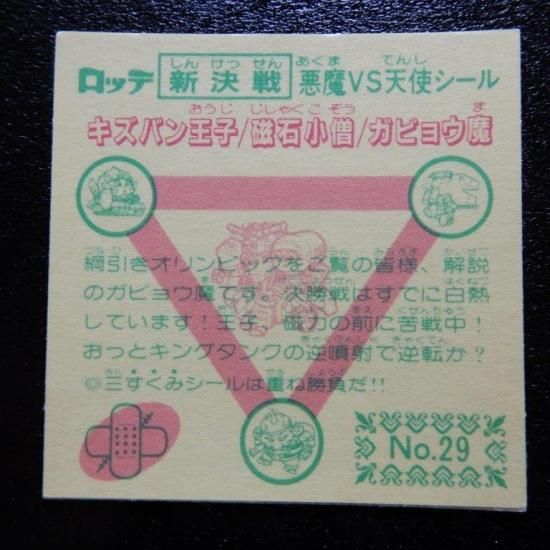 ロッテ 新決戦 悪魔VS天使シール
キズバン王子/磁石小僧/ガビョウ魔
綱引きオリンピックをご覧の皆様、解説
のガビョウ魔です。決勝戦はすでに白熱
しています!王子、磁力の前に苦戦中!
おっとキングタンクの逆噴射で逆転か?
◎三すくみシールは重ね勝負だ!!
No.29